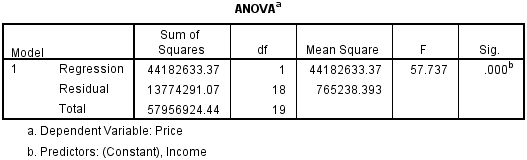 ANOVAa
Model Sum of Squares df Mean Square F Sig.
1 Regression 44182633.37 1 44182633.37 57.737 .000b
Residual 13774291.07 18 765238.393
Total 57956924.44 19
a. Dependent Variable: Price
b. Predictors: (Constant), Income